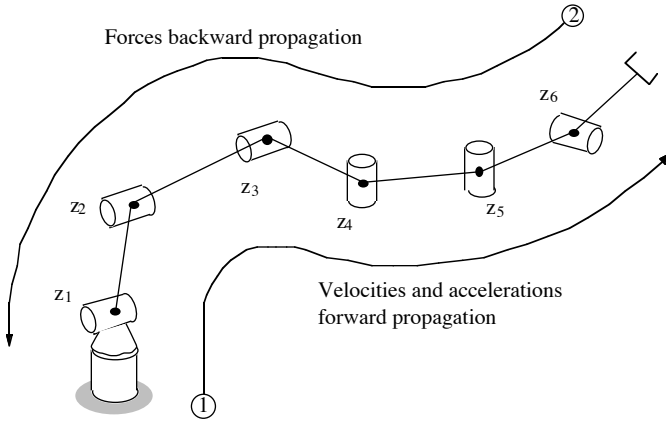 2
Forces backward propagation
z6
z3
z2
z4
z5
z1
Velocities and accelerations
forward propagation
1